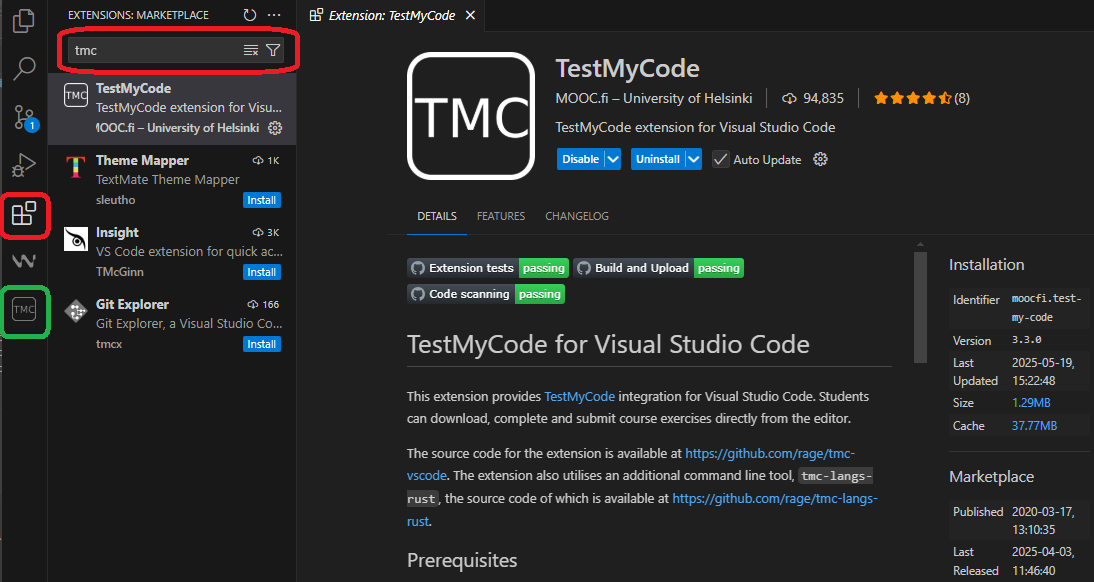 EXTENSIONS: MARKETPLACE
tmc
TMC
TestMyCode
TestMyCode extension for Visu...
MOOC.fi – University of Helsinki
Theme Mapper 1K
TextMate Theme Mapper
sleutho Install
Insight 3K
VS Code extension for quick ac...
TMcGinn Install
Git Explorer 166
Git Explorer, a Visual Studio Co...
tmcx Install
1
TMC
Extension: TestMyCode
TMC
TestMyCode
MOOC.fi – University of Helsinki 94,835 (8)
TestMyCode extension for Visual Studio Code
Disable Uninstall Auto Update
DETAILS FEATURES CHANGELOG
Extension tests passing Build and Upload passing
Code scanning passing
TestMyCode for Visual Studio Code
This extension provides TestMyCode integration for Visual Studio Code. Students
can download, complete and submit course exercises directly from the editor.
The source code for the extension is available at https://github.com/rage/tmc-
vscode. The extension also utilises an additional command line tool, tmc-langs-
rust, the source code of which is available at https://github.com/rage/tmc-langs-
rust.
Prerequisites
Installation
Identifier moocfi.test-
my-code
Version 3.3.0
Last 2025-05-19,
Updated 15:22:48
Size 1.29MB
Cache 37.77MB
Marketplace
Published 2020-03-17,
13:10:35
Last 2025-04-03,
Released 11:46:40